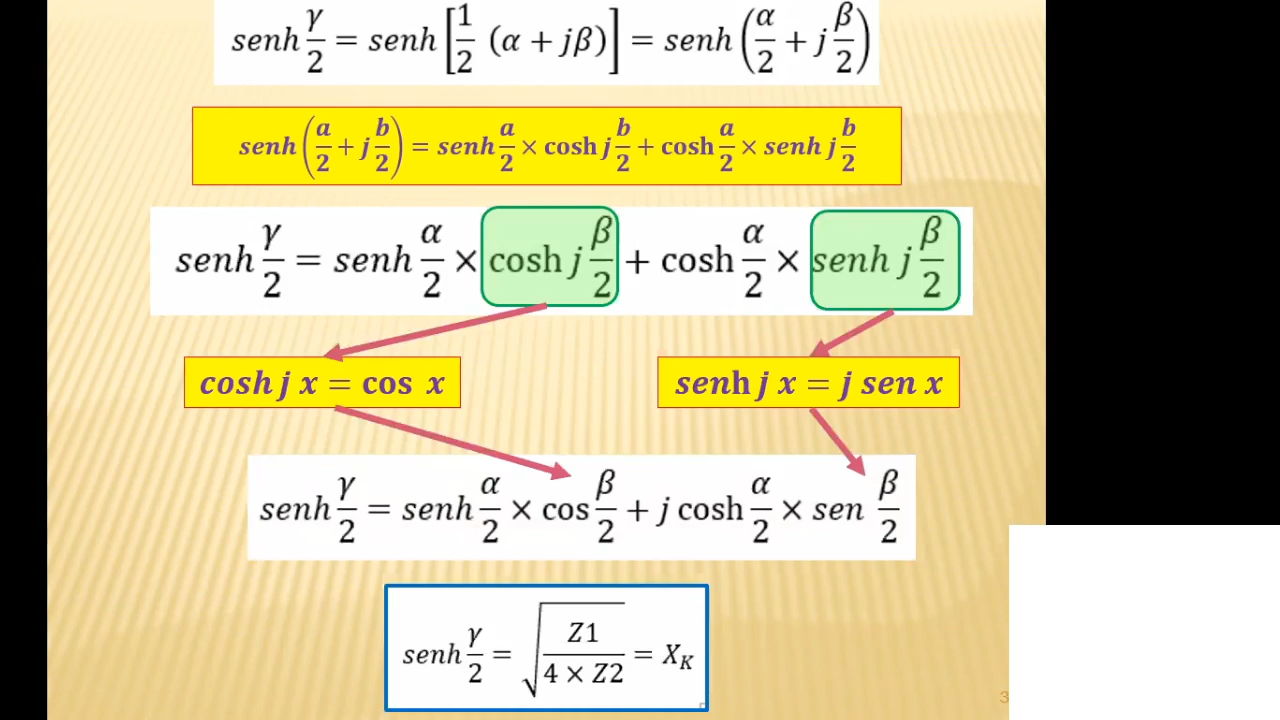 senh γ/2 = senh [1/2 (α + jβ)] = senh (α/2 + j β/2)
senh (a/2 + j b/2) = senh a/2 × cosh j b/2 + cosh a/2 × senh j b/2
senh γ/2 = senh α/2 × cosh j β/2 + cosh α/2 × senh j β/2
cosh j x = cos x
senh j x = j sen x
senh γ/2 = senh α/2 × cos β/2 + j cosh α/2 × sen β/2
senh γ/2 = √(Z1/(4 × Z2)) = X_K
3